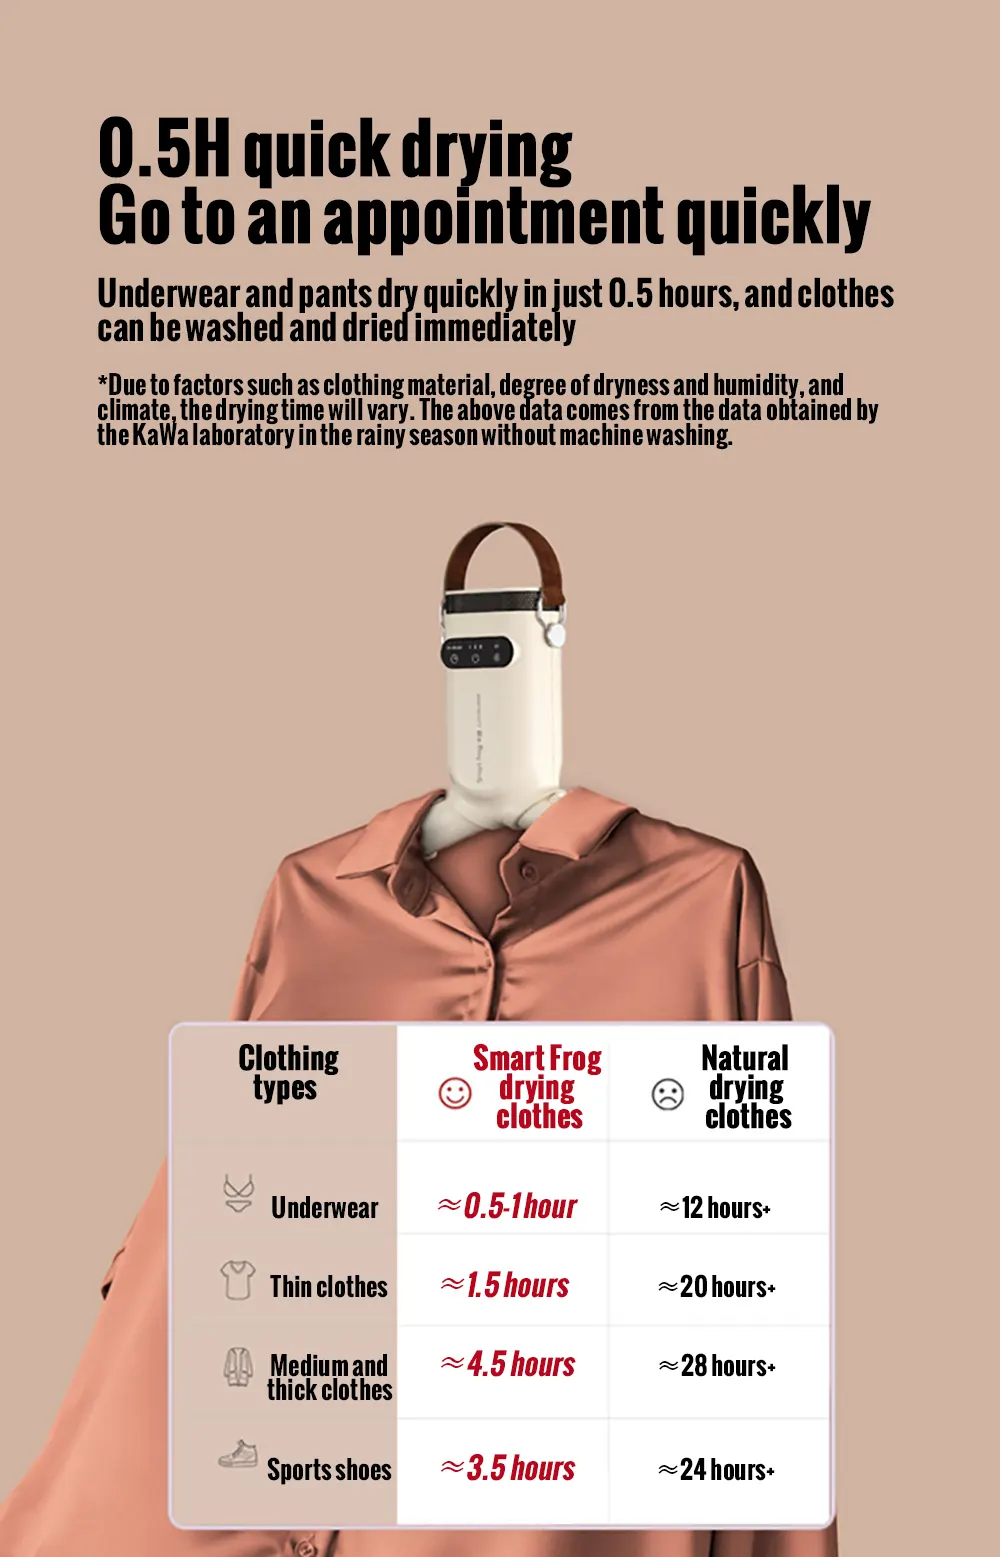 0.5H quick drying
Go to an appointment quickly
Underwear and pants dry quickly in just 0.5 hours, and clothes
can be washed and dried immediately
*Due to factors such as clothing material, degree of dryness and humidity, and
climate, the drying time will vary. The above data comes from the data obtained by
the KaWa laboratory in the rainy season without machine washing.
Smart Frog
Clothing
types
Smart Frog
drying
clothes
Natural
drying
clothes
Underwear
≈0.5-1 hour
≈12 hours+
Thin clothes
≈1.5 hours
≈20 hours+
Medium and
thick clothes
≈4.5 hours
≈28 hours+
Sports shoes
≈3.5 hours
≈24 hours+